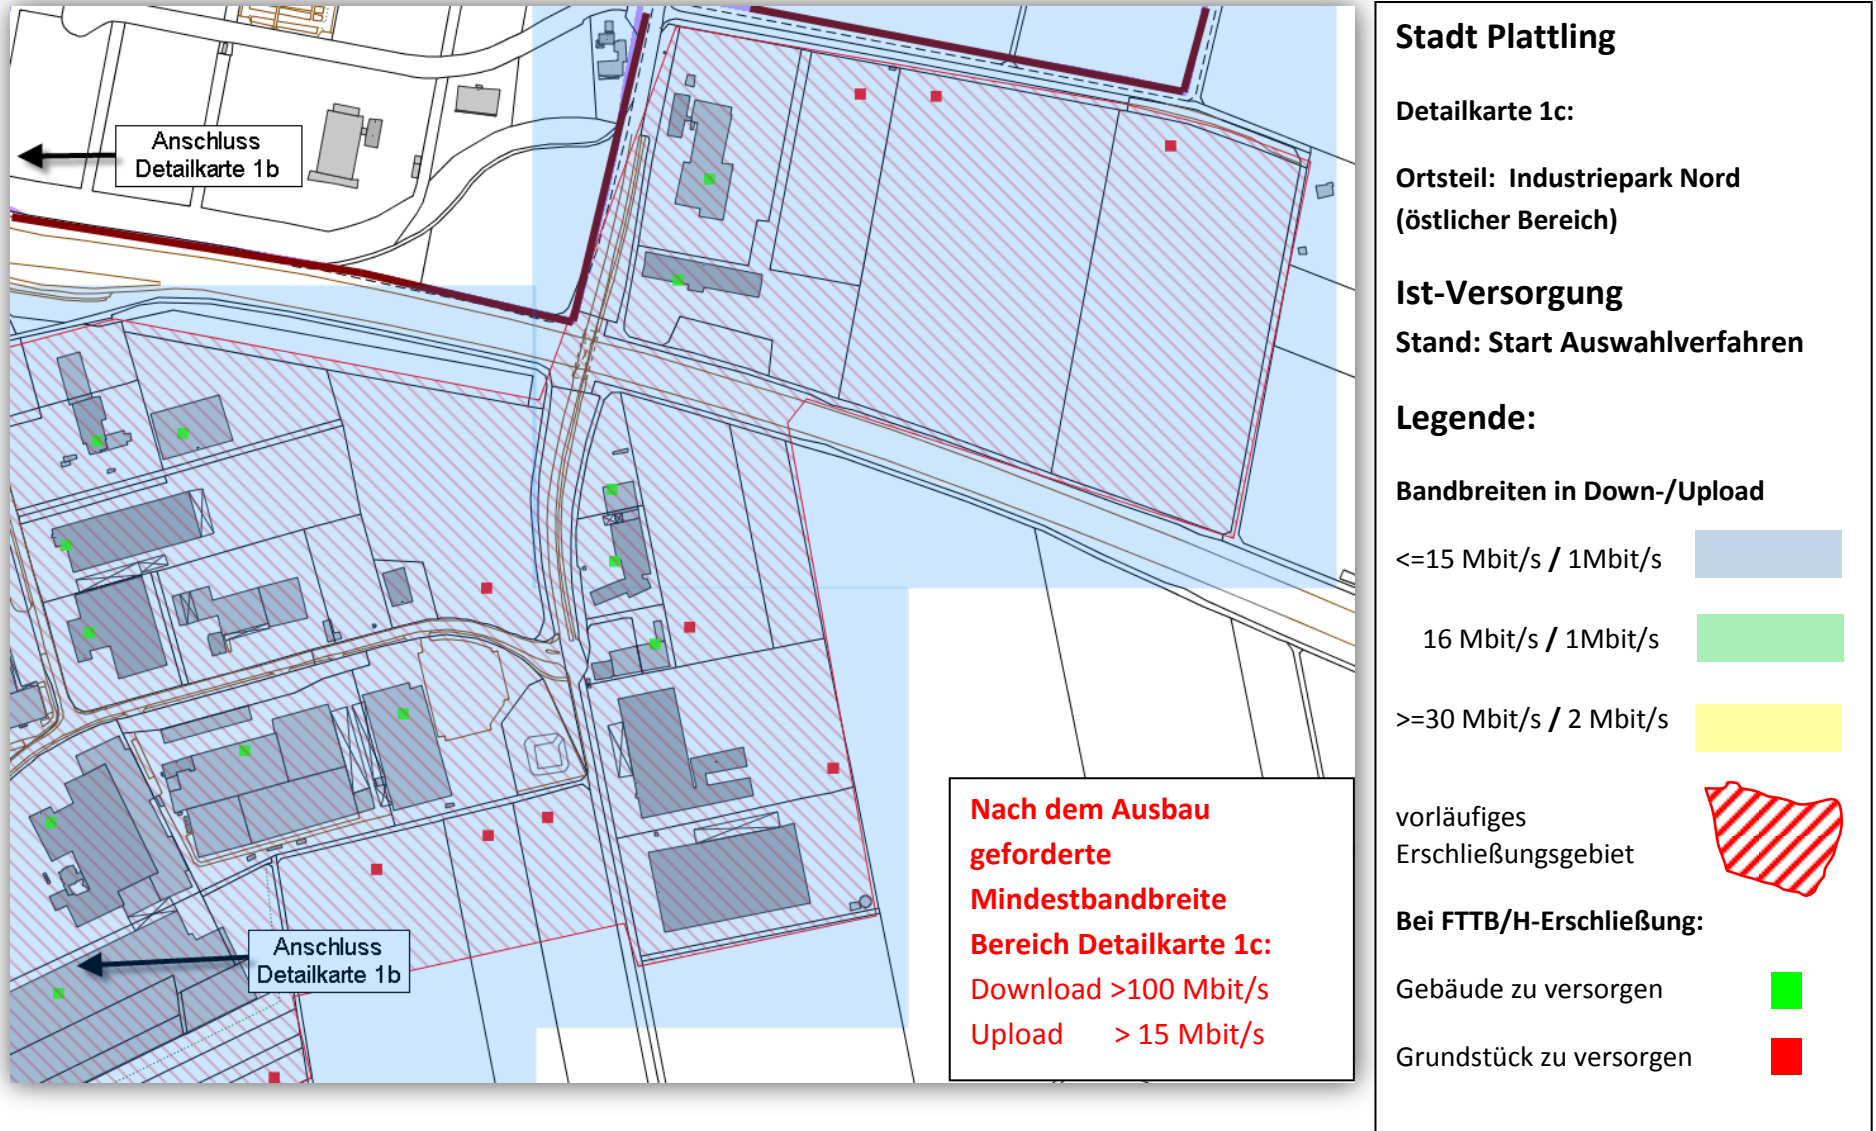 Anschluss
Detailkarte 1b
Anschluss
Detailkarte 1b
Nach dem Ausbau
geforderte
Mindestbandbreite
Bereich Detailkarte 1c:
Download >100 Mbit/s
Upload > 15 Mbit/s
Stadt Plattling
Detailkarte 1c:
Ortsteil: Industriepark Nord
(östlicher Bereich)
Ist-Versorgung
Stand: Start Auswahlverfahren
Legende:
Bandbreiten in Down-/Upload
<=15 Mbit/s / 1Mbit/s
16 Mbit/s / 1Mbit/s
>=30 Mbit/s / 2 Mbit/s
vorläufiges
Erschließungsgebiet
Bei FTTB/H-Erschließung:
Gebäude zu versorgen
Grundstück zu versorgen